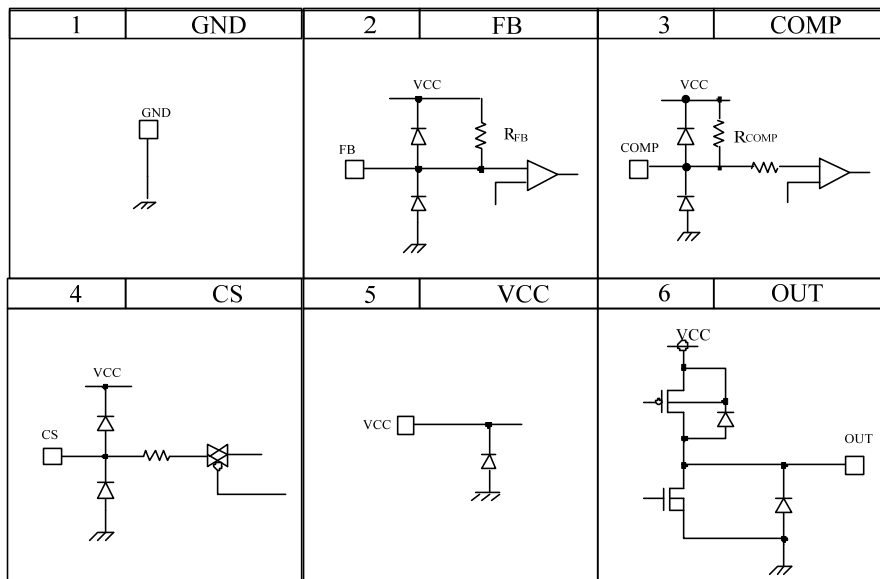 1 GND 2 FB 3 COMP
GND
VCC
FB
RFB
VCC
COMP
RCOMP
4 CS 5 VCC 6 OUT
VCC
CS
VCC
VCC
OUT